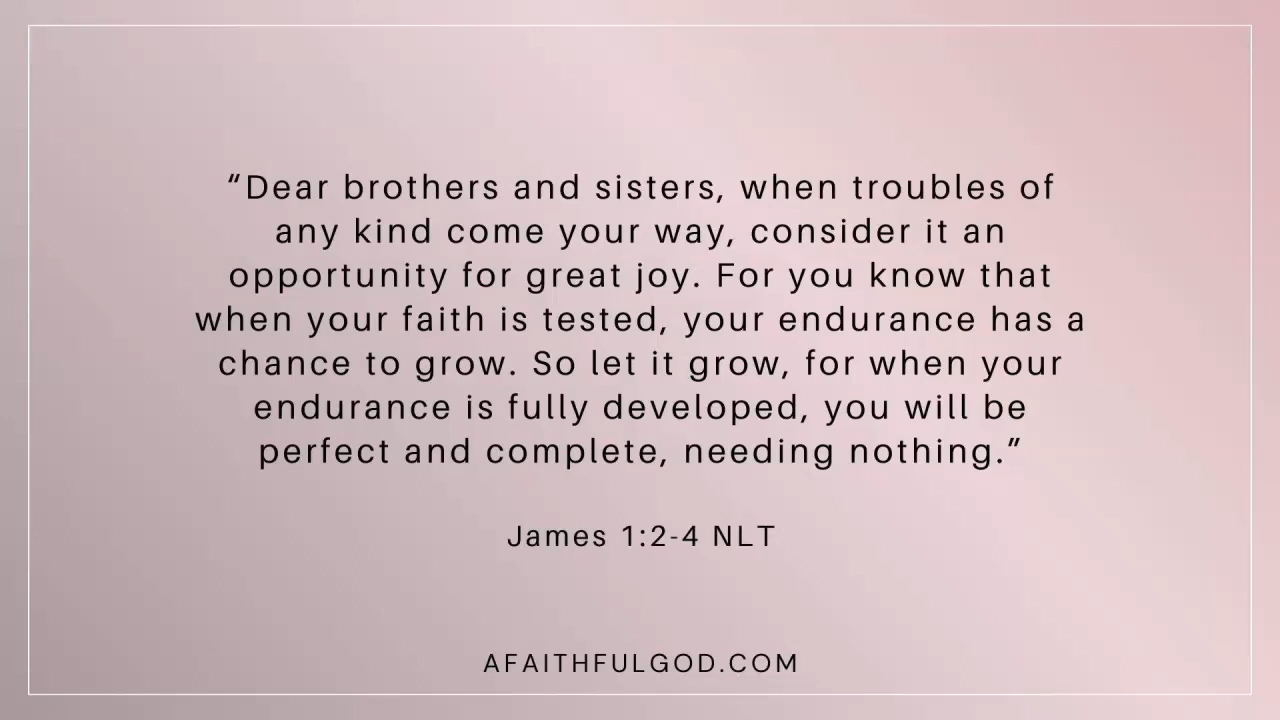 “Dear brothers and sisters, when troubles of
any kind come your way, consider it an
opportunity for great joy. For you know that
when your faith is tested, your endurance has a
chance to grow. So let it grow, for when your
endurance is fully developed, you will be
perfect and complete, needing nothing.”
James 1:2-4 NLT
AFAITHFULGOD.COM